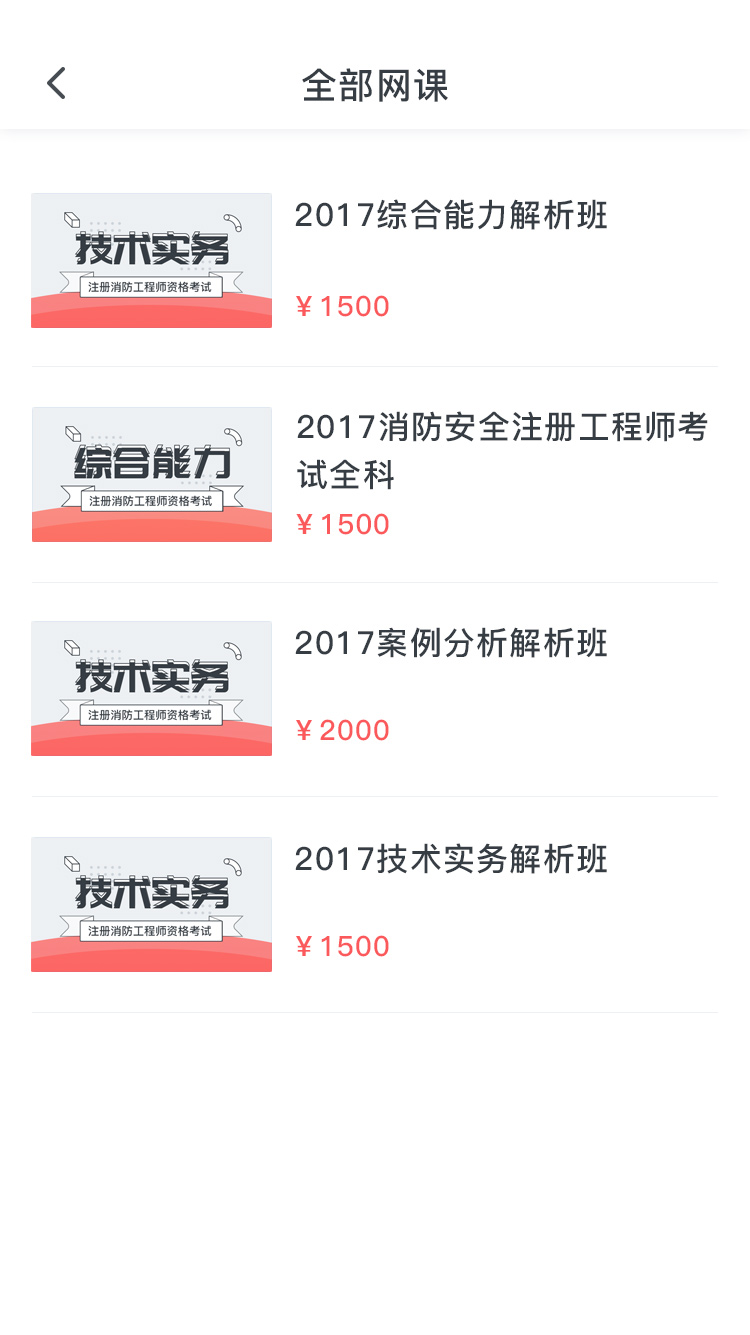 全部网课
技术实务
注册消防工程师资格考试
2017综合能力解析班
¥1500
综合能力
注册消防工程师资格考试
2017消防安全注册工程师考
试全科
¥1500
技术实务
注册消防工程师资格考试
2017案例分析解析班
¥2000
技术实务
注册消防工程师资格考试
2017技术实务解析班
¥1500